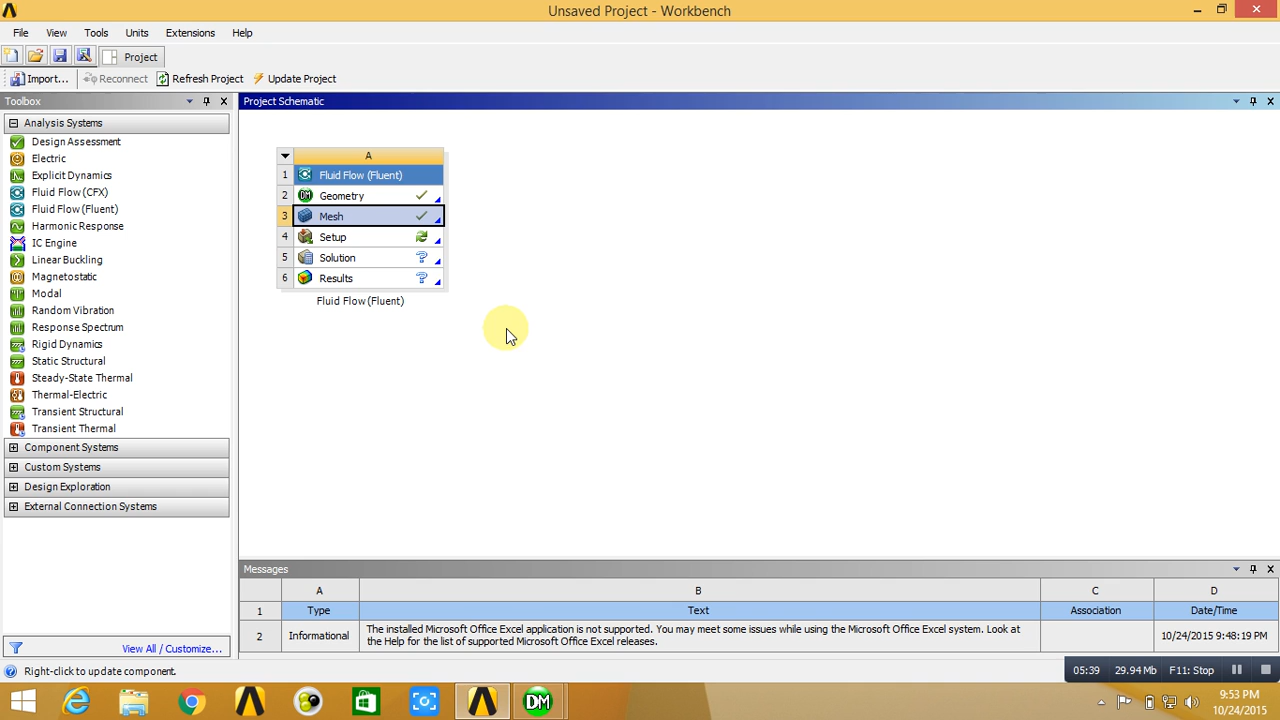 Unsaved Project - Workbench
File View Tools Units Extensions Help
Project
Import... Reconnect Refresh Project Update Project
Toolbox
Analysis Systems
Design Assessment
Electric
Explicit Dynamics
Fluid Flow (CFX)
Fluid Flow (Fluent)
Harmonic Response
IC Engine
Linear Buckling
Magnetostatic
Modal
Random Vibration
Response Spectrum
Rigid Dynamics
Static Structural
Steady-State Thermal
Thermal-Electric
Transient Structural
Transient Thermal
Component Systems
Custom Systems
Design Exploration
External Connection Systems
View All / Customize...
Project Schematic
A
1 Fluid Flow (Fluent)
2 DM Geometry
3 Mesh
4 Setup
5 Solution ?
6 Results ?
Fluid Flow (Fluent)
Messages
A B C D
1 Type Text Association Date/Time
2 Informational The installed Microsoft Office Excel application is not supported. You may meet some issues while using the Microsoft Office Excel system. Look at
the Help for the list of supported Microsoft Office Excel releases.
10/24/2015 9:48:19 PM
Right-click to update component.
05:39 29.94 Mb F11: Stop
DM
9:53 PM
10/24/2015